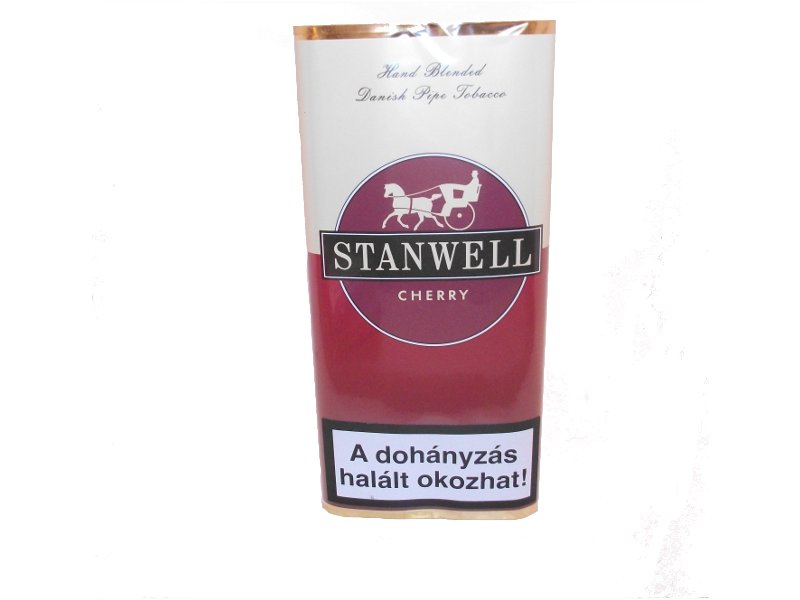 Hand Blended
Danish Pipe Tobacco
STANWELL
CHERRY
A dohányzás
halált okozhat!